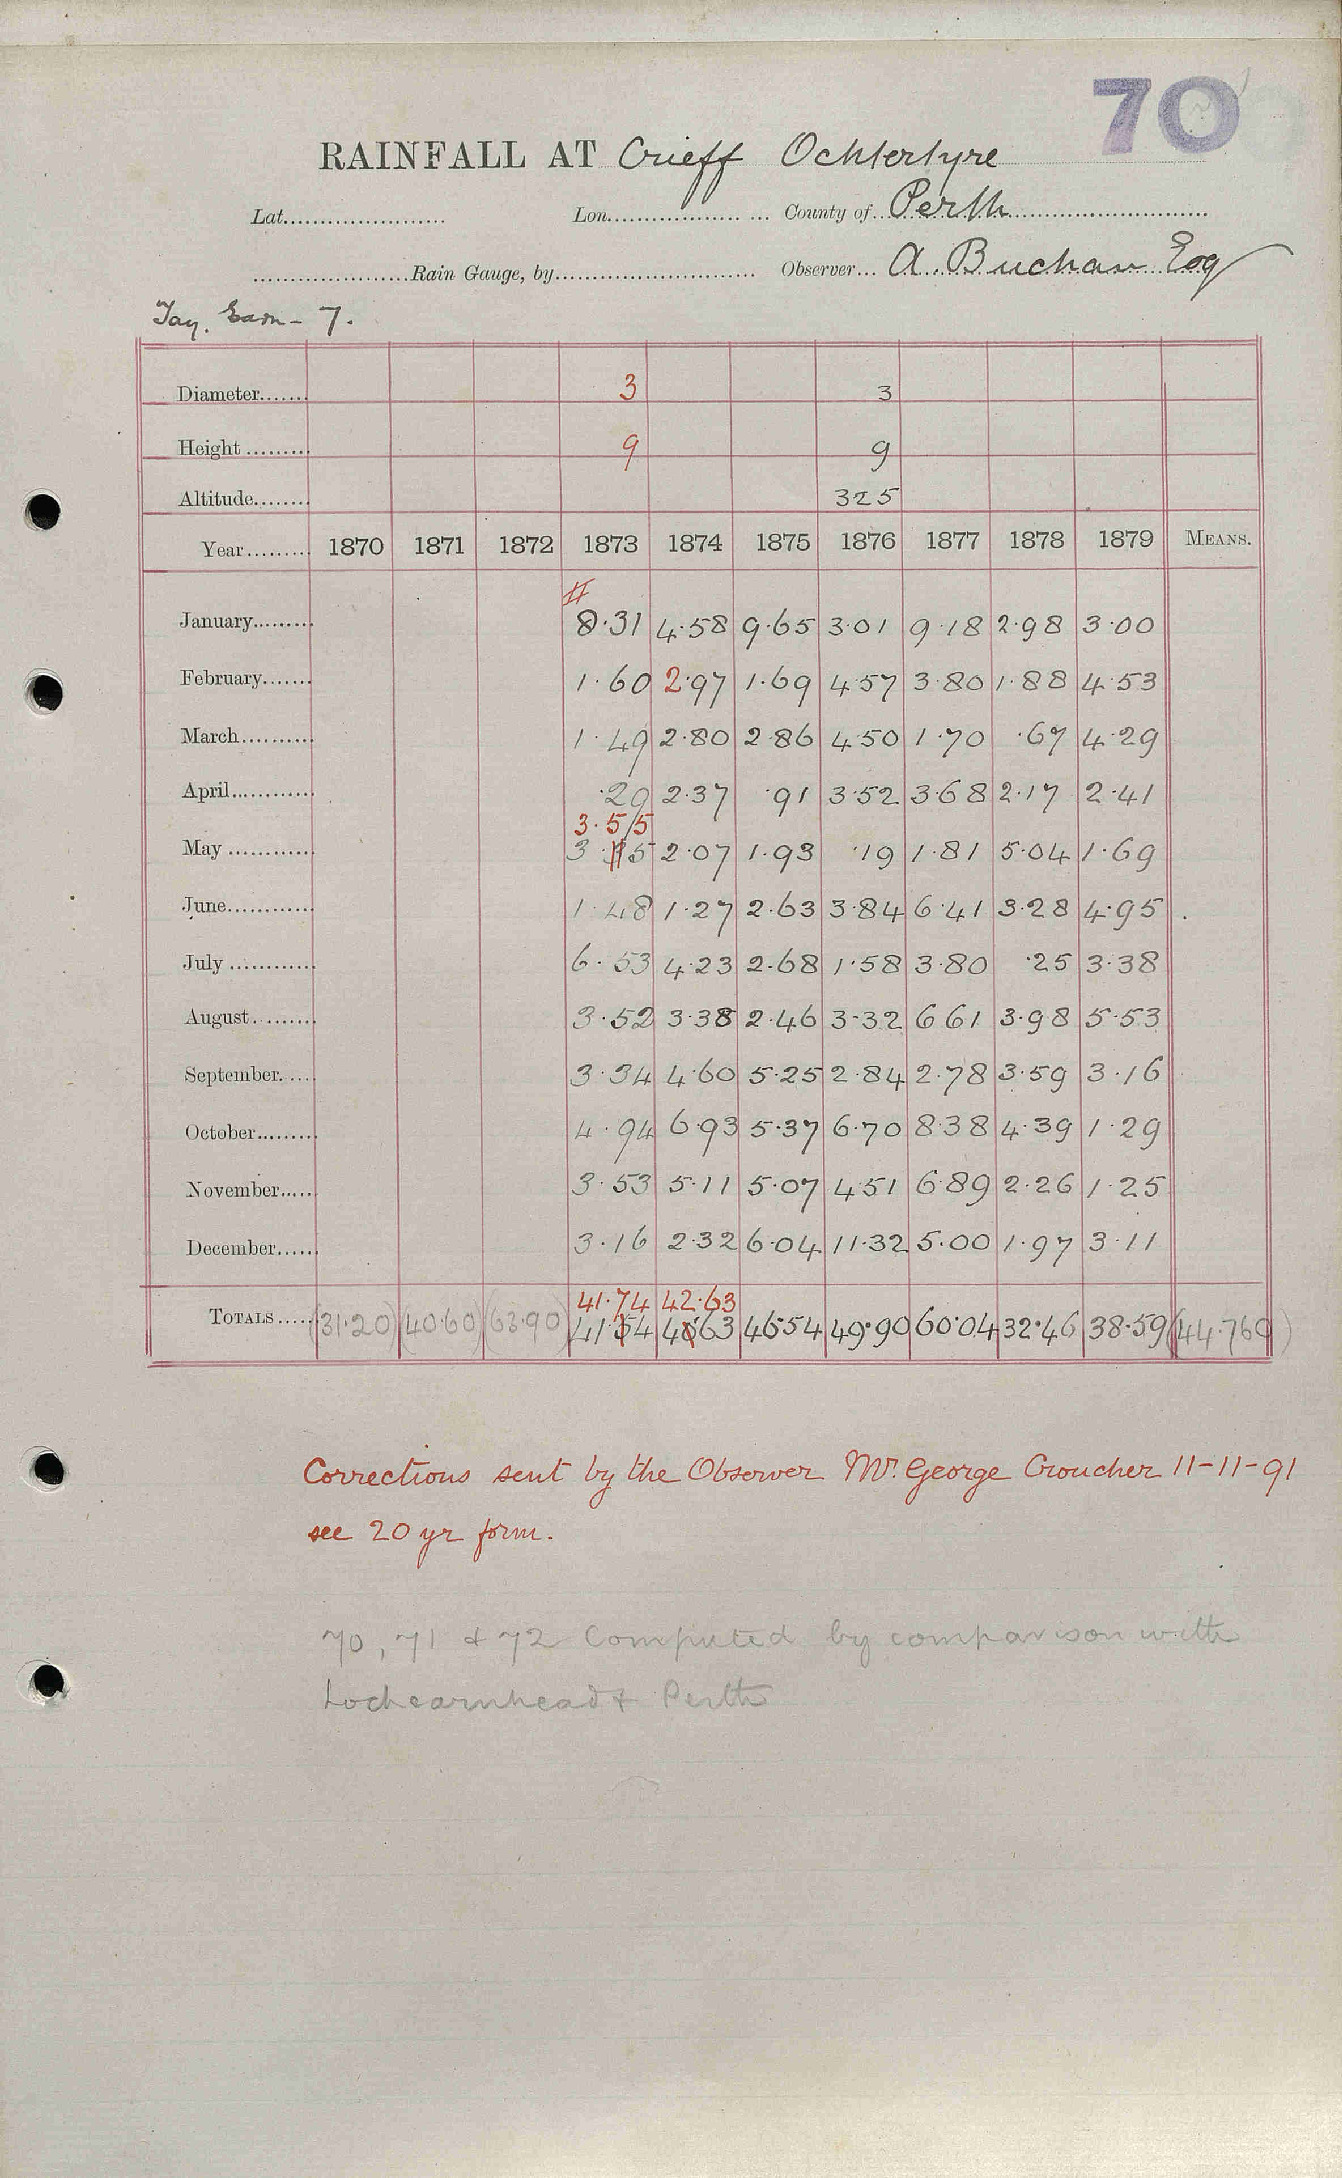 70
RAINFALL AT Crieff Ochtertyre
Lat...................... Lon...................... County of Perth
......................Rain Gauge, by........................... Observer... A. Buchan Esq
Tay. Earn - 7.
Diameter....... 3 3
Height ......... 9 9
Altitude........ 325
Year......... 1870 1871 1872 1873 1874 1875 1876 1877 1878 1879 MEANS.
#
January......... 8.31 4.58 9.65 3.01 9.18 2.98 3.00
February....... 1.60 2.97 1.69 4.57 3.80 1.88 4.53
March.......... 1.49 2.80 2.86 4.50 1.70 .67 4.29
April............ .29 2.37 .91 3.52 3.68 2.17 2.41
3.55
May ............ 3.35 2.07 1.93 .19 1.81 5.04 1.69
June............ 1.48 1.27 2.63 3.84 6.41 3.28 4.95
July ............ 6.53 4.23 2.68 1.58 3.80 .25 3.38
August......... 3.52 3.38 2.46 3.32 6.61 3.98 5.53
September..... 3.34 4.60 5.25 2.84 2.78 3.59 3.16
October......... 4.94 6.93 5.37 6.70 8.38 4.39 1.29
November..... 3.53 5.11 5.07 4.51 6.89 2.26 1.25
December...... 3.16 2.32 6.04 11.32 5.00 1.97 3.11
41.74 42.63
TOTALS...... (31.20) (40.60) (63.90) 41.54 40.63 46.54 49.90 60.04 32.46 38.59 (44.760)
Corrections sent by the Observer Mr. George Croucher 11-11-91
see 20 yr form.
70, 71 & 72 Computed by comparison with
Lochearnhead & Perth